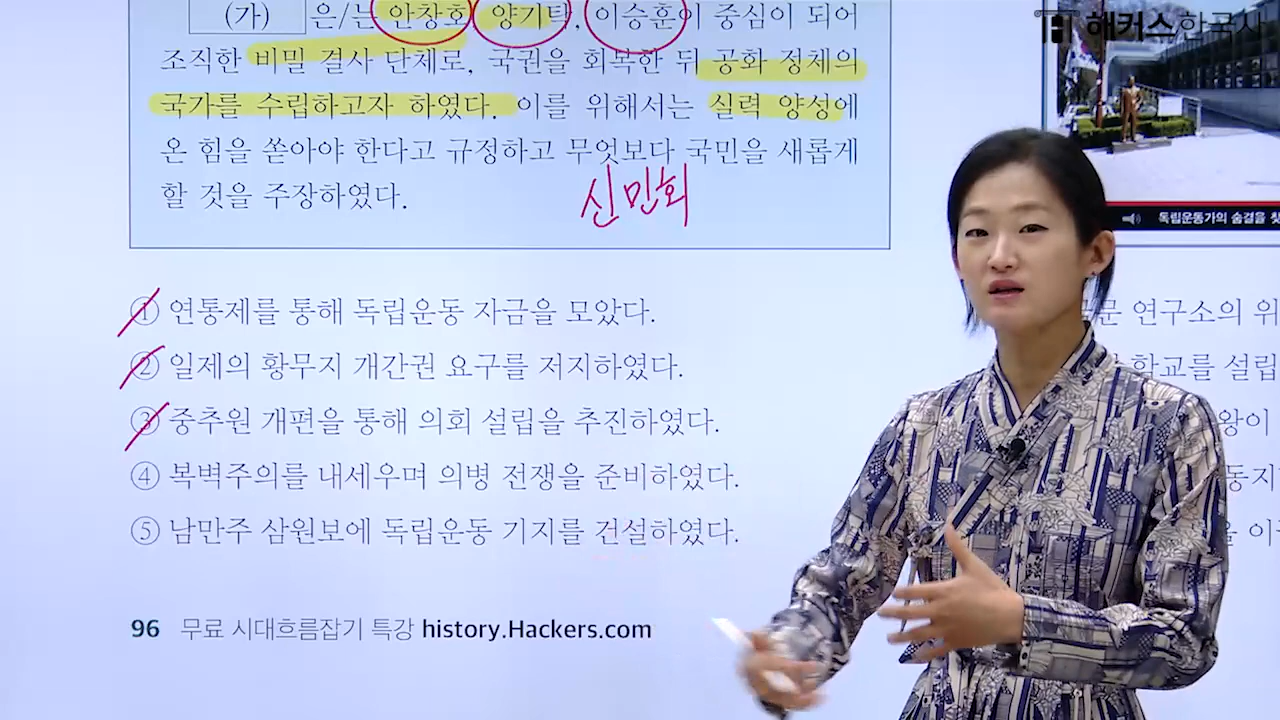 (가) 은/는 안창호, 양기탁, 이승훈이 중심이 되어
조직한 비밀 결사 단체로, 국권을 회복한 뒤 공화 정체의
국가를 수립하고자 하였다. 이를 위해서는 실력 양성에
온 힘을 쏟아야 한다고 규정하고 무엇보다 국민을 새롭게
할 것을 주장하였다.
신민회
① 연통제를 통해 독립운동 자금을 모았다.
② 일제의 황무지 개간권 요구를 저지하였다.
③ 중추원 개편을 통해 의회 설립을 추진하였다.
④ 복벽주의를 내세우며 의병 전쟁을 준비하였다.
⑤ 남만주 삼원보에 독립운동 기지를 건설하였다.
96 무료 시대흐름잡기 특강 history.Hackers.com
해커스한국사
독립운동가의 숨결을
연구소의 위
학교를 설립
왕이
동지